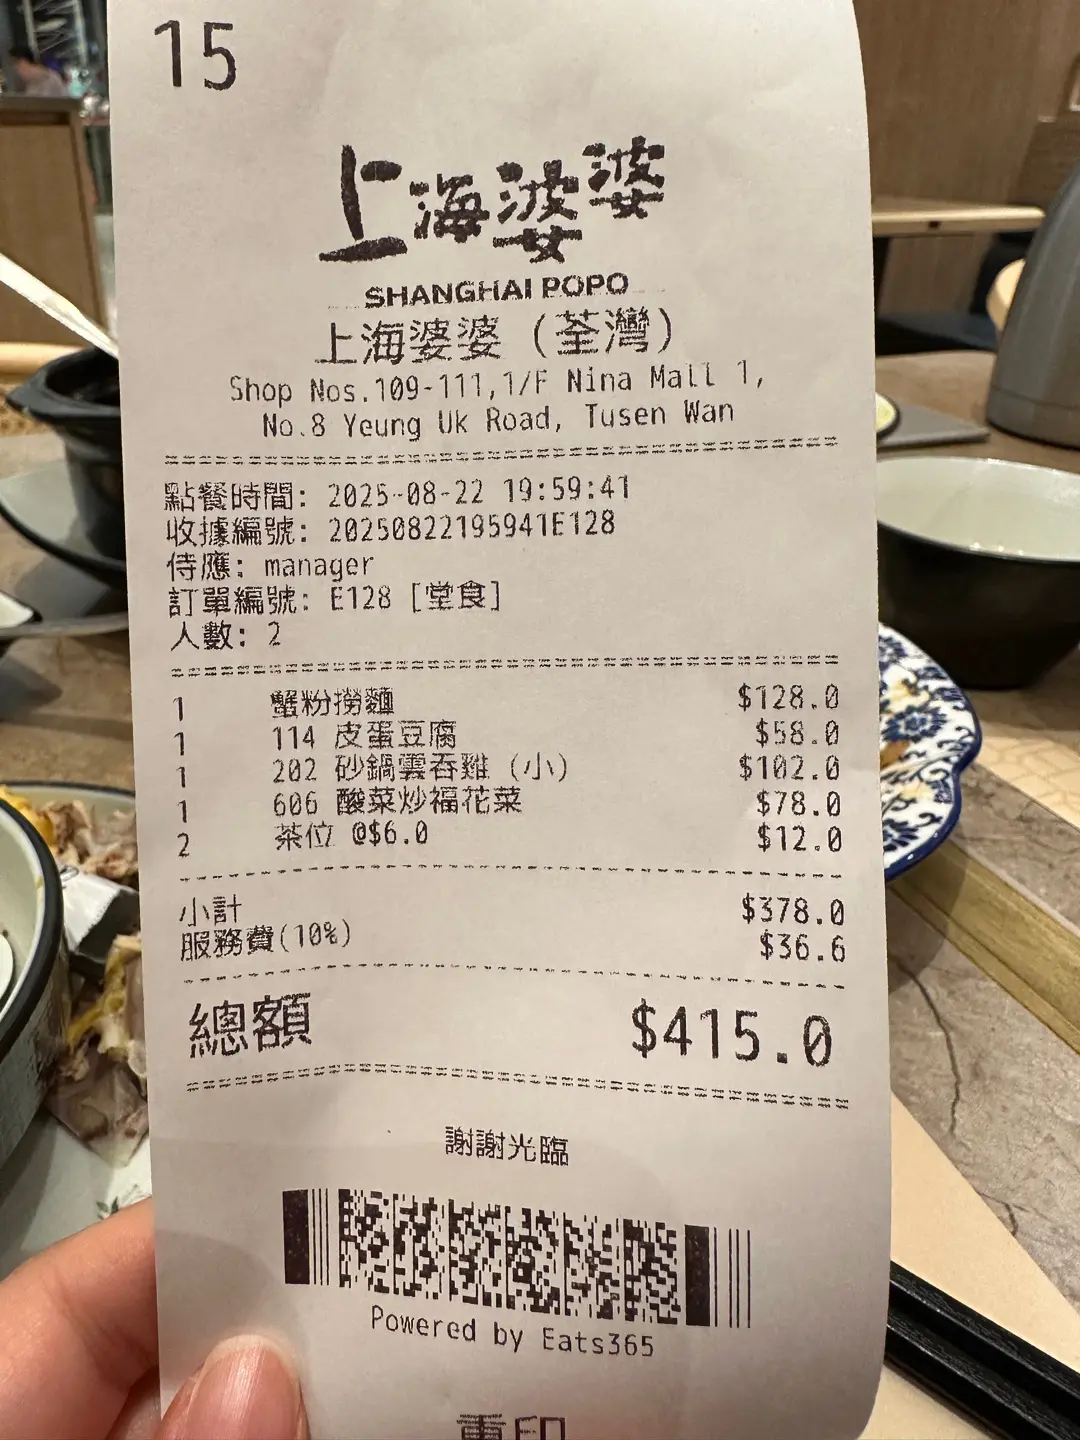 15
上海婆婆
SHANGHAI POPO
上海婆婆（荃灣）
Shop Nos.109-111,1/F Nina Mall 1,
No.8 Yeung Uk Road, Tusen Wan
點餐時間: 2025-08-22 19:59:41
收據編號: 20250822195941E128
侍應: manager
訂單編號: E128 [堂食]
人數: 2
1 蟹粉撈麵 $128.0
1 114 皮蛋豆腐 $58.0
1 202 砂鍋雲吞雞（小） $102.0
1 606 酸菜炒福花菜 $78.0
2 茶位 @$6.0 $12.0
小計 $378.0
服務費(10%) $36.6
總額 $415.0
謝謝光臨
Powered by Eats365
重印